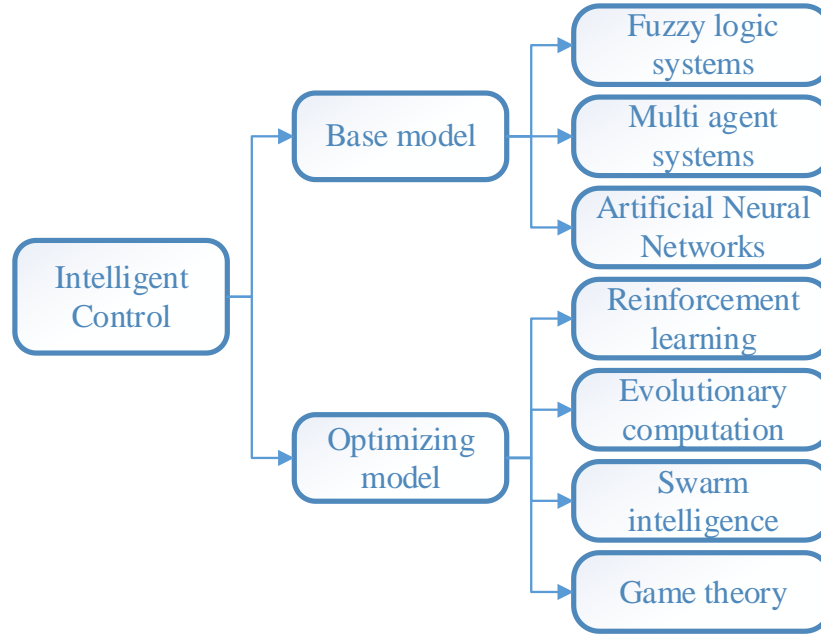 Fuzzy logic
systems
Base model
Multi agent
systems
Artificial Neural
Networks
Intelligent
Control
Reinforcement
learning
Optimizing
model
Evolutionary
computation
Swarm
intelligence
Game theory